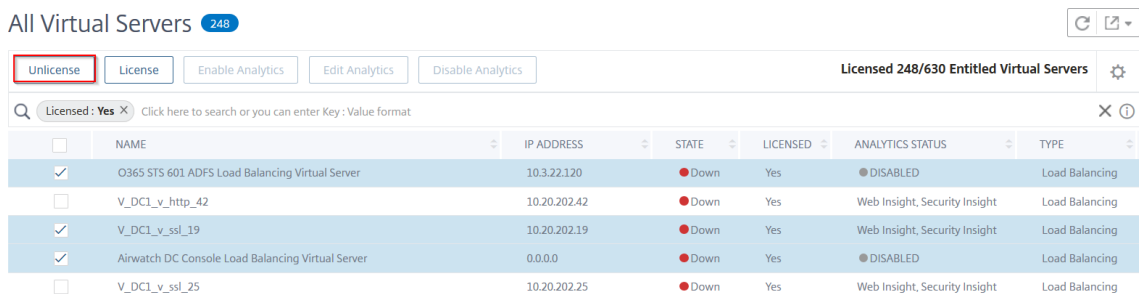 All Virtual Servers 248
Unlicense License Enable Analytics Edit Analytics Disable Analytics Licensed 248/630 Entitled Virtual Servers
Licensed : Yes × Click here to search or you can enter Key : Value format
NAME IP ADDRESS STATE LICENSED ANALYTICS STATUS TYPE
O365 STS 601 ADFS Load Balancing Virtual Server 10.3.22.120 Down Yes DISABLED Load Balancing
V_DC1_v_http_42 10.20.202.42 Down Yes Web Insight, Security Insight Load Balancing
V_DC1_v_ssl_19 10.20.202.19 Down Yes Web Insight, Security Insight Load Balancing
Airwatch DC Console Load Balancing Virtual Server 0.0.0.0 Down Yes DISABLED Load Balancing
V_DC1_v_ssl_25 10.20.202.25 Down Yes Web Insight, Security Insight Load Balancing